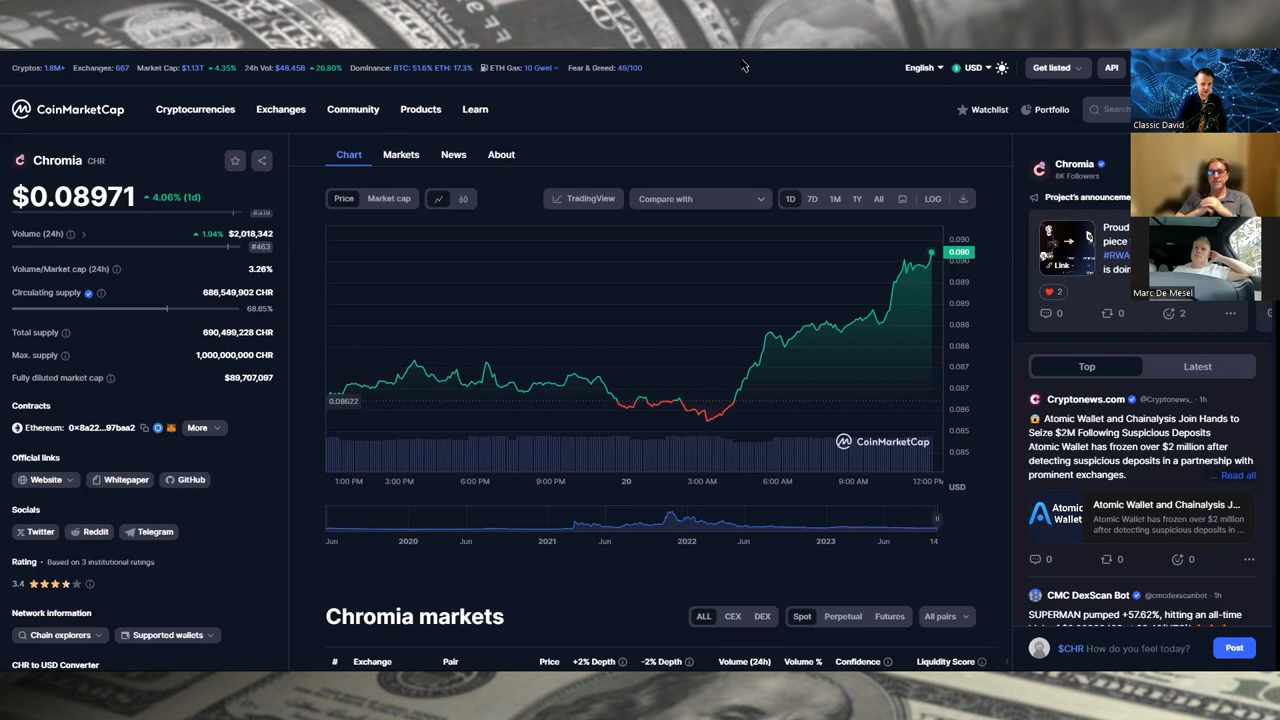 Cryptos: 1.8M+ Exchanges: 667 Market Cap: $1.13T 4.35% 24h Vol: $48.45B 26.80% Dominance: BTC: 51.6% ETH: 17.3% ETH Gas: 10 Gwei Fear & Greed: 49/100
English USD Get listed API
CoinMarketCap Cryptocurrencies Exchanges Community Products Learn
Watchlist Portfolio Search
Classic David
Marc De Mesel
Chromia CHR
$0.08971 4.06% (1d)
#319
Volume (24h) 1.94% $2,018,342
#463
Volume/Market cap (24h) 3.26%
Circulating supply 686,549,902 CHR
68.65%
Total supply 690,499,228 CHR
Max. supply 1,000,000,000 CHR
Fully diluted market cap $89,707,097
Contracts
Ethereum: 0x8a22...97baa2 More
Official links
Website Whitepaper GitHub
Socials
Twitter Reddit Telegram
Rating · Based on 3 institutional ratings
3.4
Network information
Chain explorers Supported wallets
CHR to USD Converter
Chart Markets News About
Price Market cap TradingView Compare with 1D 7D 1M 1Y All LOG
0.090
0.090
0.090
0.089
0.089
0.088
0.088
0.087
0.087
0.086
0.085
0.085
0.08622
CoinMarketCap
1:00 PM 3:00 PM 6:00 PM 9:00 PM 20 3:00 AM 6:00 AM 9:00 AM 12:00 PM
USD
Jun 2020 Jun 2021 Jun 2022 Jun 2023 Jun 14
Chromia markets
ALL CEX DEX Spot Perpetual Futures All pairs
# Exchange Pair Price +2% Depth -2% Depth Volume (24h) Volume % Confidence Liquidity Score
Chromia
8K Followers
Project's announceme
Proud
piece
#RWA
is doin
Link
2
0 0 2
Top Latest
Cryptonews.com @Cryptonews_ · 1h
Atomic Wallet and Chainalysis Join Hands to
Seize $2M Following Suspicious Deposits
Atomic Wallet has frozen over $2 million after
detecting suspicious deposits in a partnership with
prominent exchanges. ... Read all
Atomic
Wallet
Atomic Wallet and Chainalysis J...
Atomic Wallet has frozen over $2 million
after detecting suspicious deposits in ...
0 0 0
CMC DexScan Bot @cmcdexscanbot · 1h
SUPERMAN pumped +57.62%, hitting an all-time
$CHR How do you feel today? Post